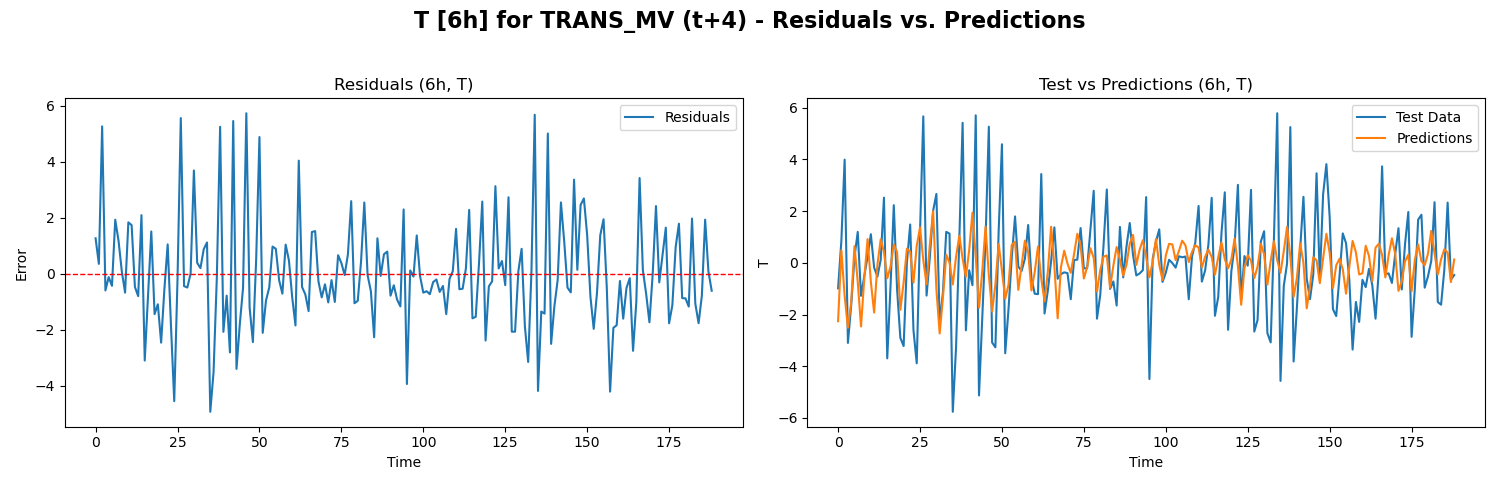 T [6h] for TRANS_MV (t+4) - Residuals vs. Predictions
Residuals (6h, T)
Residuals
Error
6
4
2
0
−2
−4
0
25
50
75
100
125
150
175
Time
Test vs Predictions (6h, T)
Test Data
Predictions
T
6
4
2
0
−2
−4
−6
0
25
50
75
100
125
150
175
Time